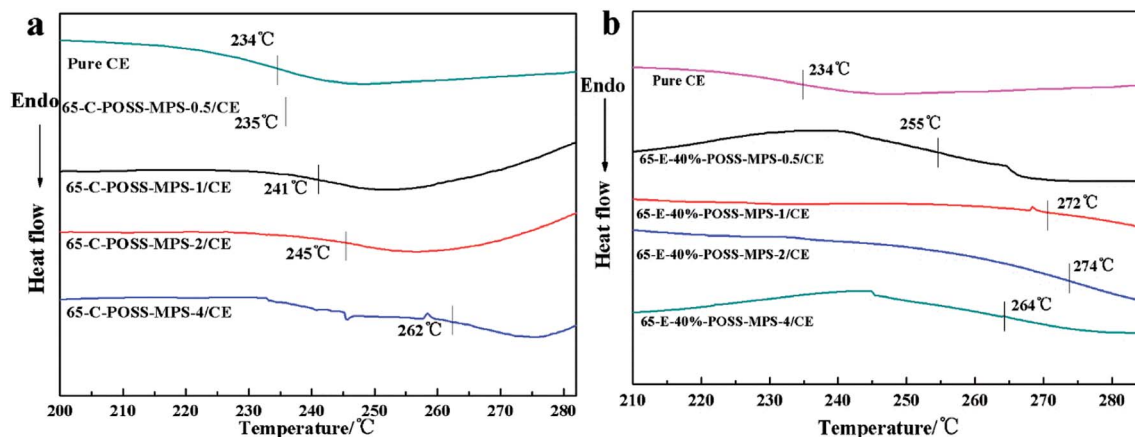 a
234℃
Pure CE
Endo
65-C-POSS-MPS-0.5/CE
235℃
65-C-POSS-MPS-1/CE
241℃
65-C-POSS-MPS-2/CE
245℃
65-C-POSS-MPS-4/CE
262℃
Heat flow
200 210 220 230 240 250 260 270 280
Temperature/℃
b
Pure CE
234℃
Endo
255℃
65-E-40%-POSS-MPS-0.5/CE
272℃
65-E-40%-POSS-MPS-1/CE
65-E-40%-POSS-MPS-2/CE
274℃
264℃
65-E-40%-POSS-MPS-4/CE
Heat flow
210 220 230 240 250 260 270 280
Temperature/℃